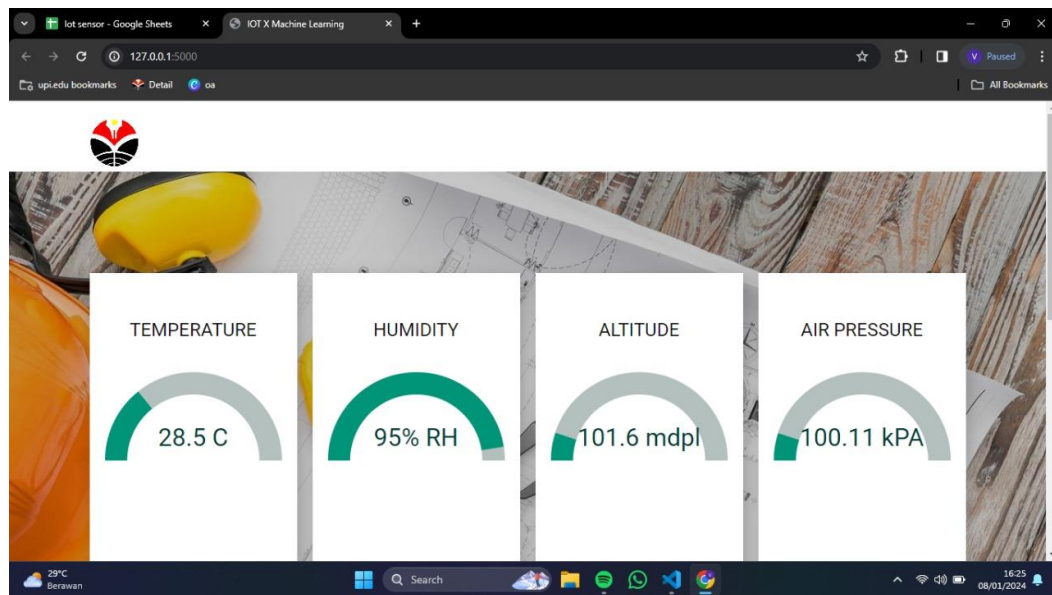 Iot sensor - Google Sheets
IOT X Machine Learning
127.0.0.1:5000
V Paused
upi.edu bookmarks Detail oa
All Bookmarks
TEMPERATURE HUMIDITY ALTITUDE AIR PRESSURE
28.5 C 95% RH 101.6 mdpl 100.11 kPA
29°C
Berawan
Search
16:25
08/01/2024